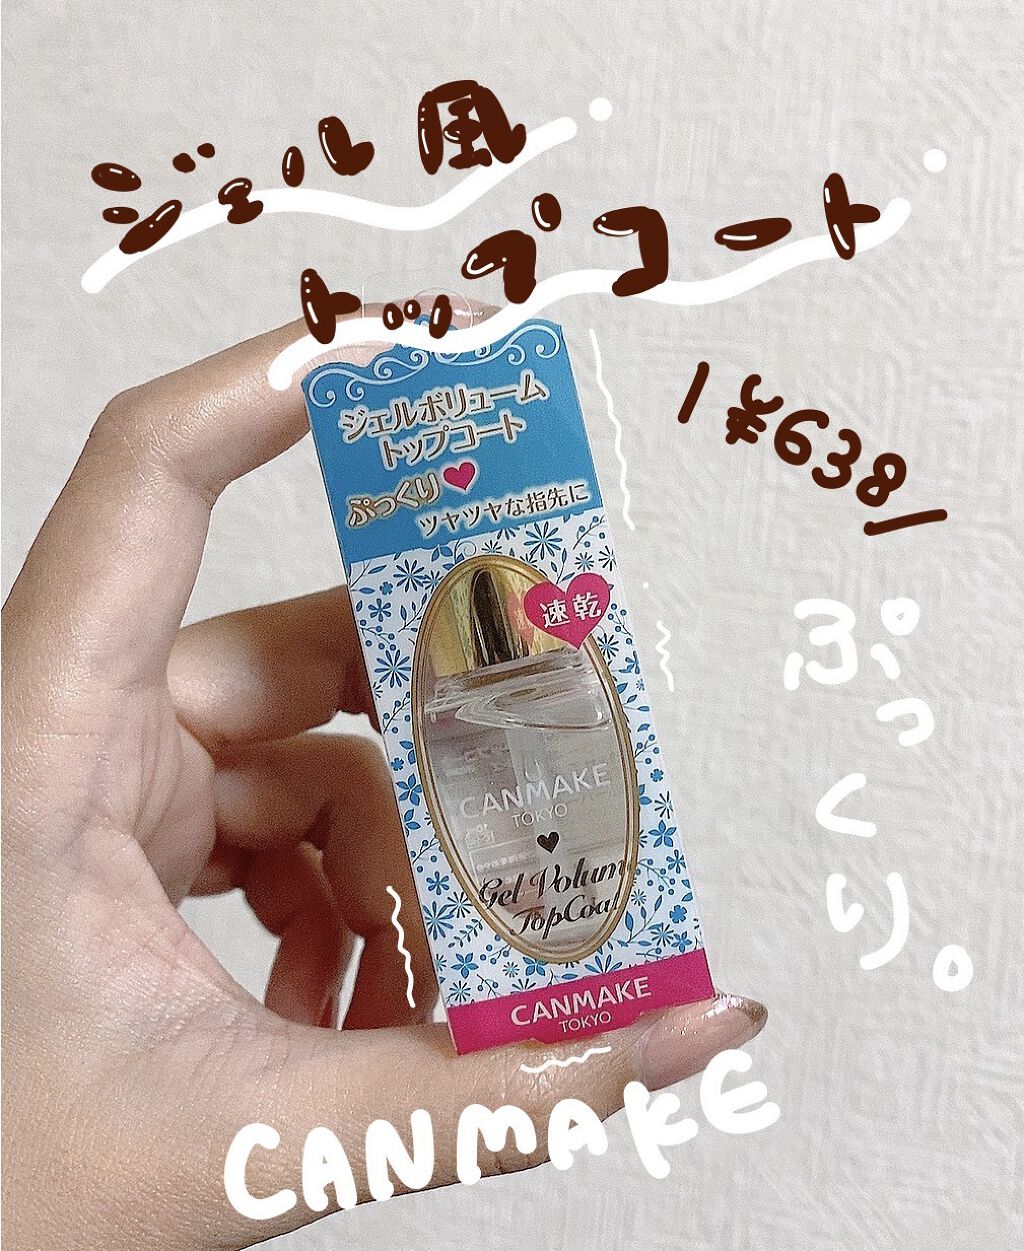 ジェル風
トップコート
\ ¥638/
ぷっくり。
ジェルボリューム
トップコート
ぷっくり♥
ツヤツヤな指先に
速乾
CANMAKE
TOKYO
♥
Gel Volum
TopCoat
CANMAKE
TOKYO
CANMAKE